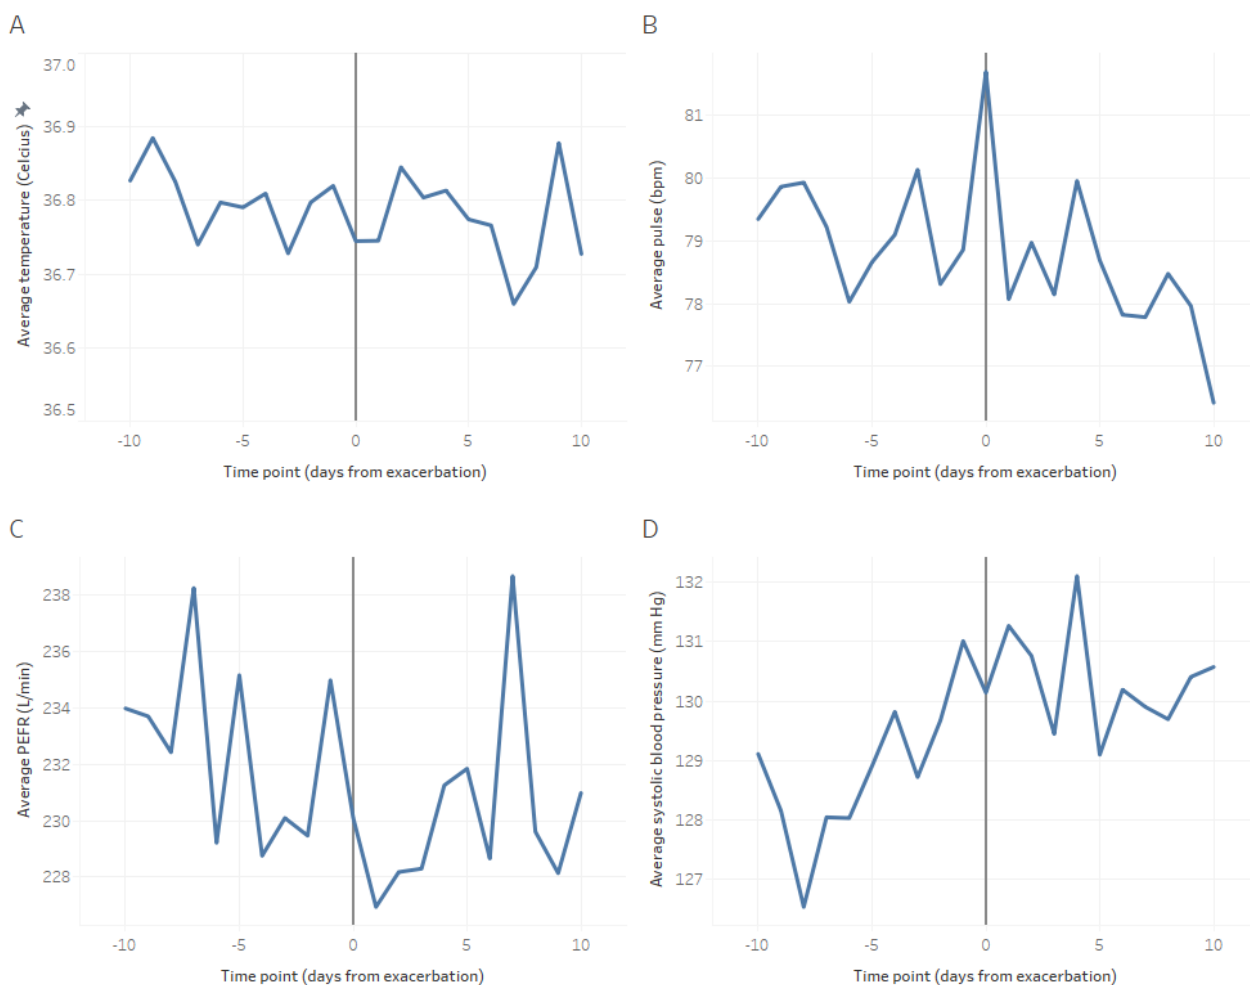 A
37.0
36.9
36.8
36.7
36.6
36.5
Average temperature (Celcius)
-10 -5 0 5 10
Time point (days from exacerbation)
B
81
80
79
78
77
Average pulse (bpm)
-10 -5 0 5 10
Time point (days from exacerbation)
C
238
236
234
232
230
228
Average PEFR (L/min)
-10 -5 0 5 10
Time point (days from exacerbation)
D
132
131
130
129
128
127
Average systolic blood pressure (mm Hg)
-10 -5 0 5 10
Time point (days from exacerbation)